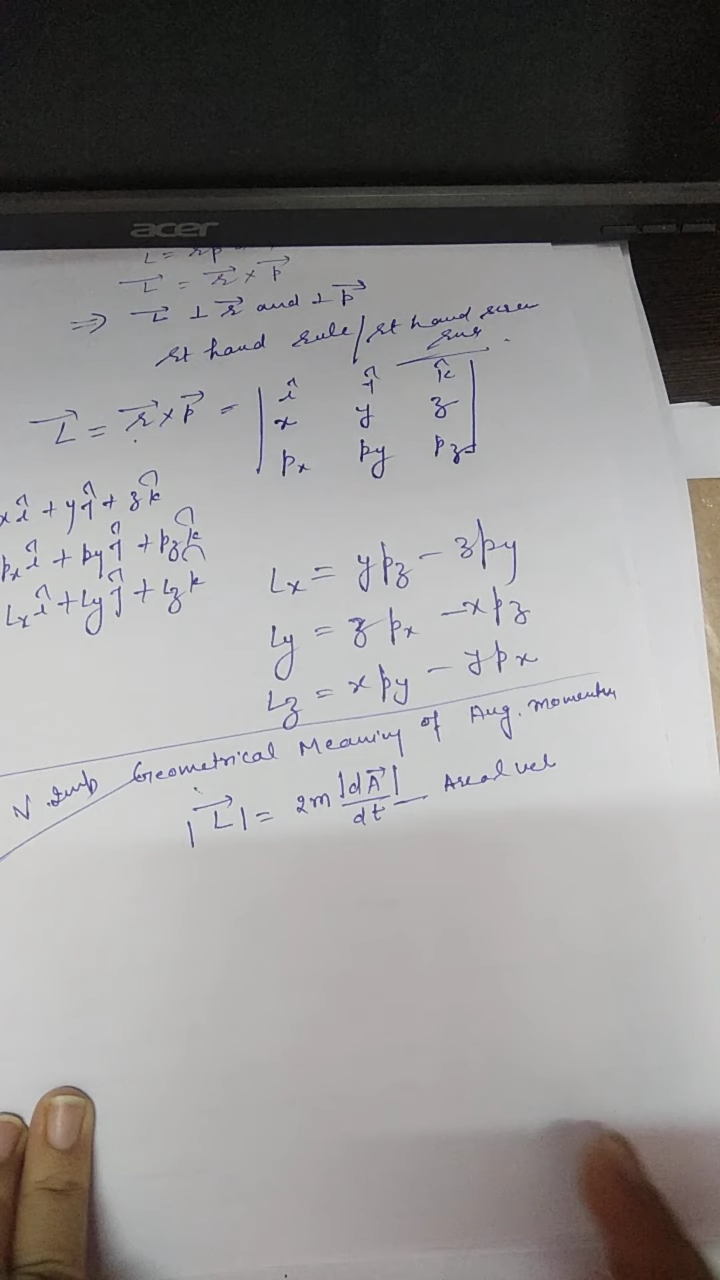 acer
L = rp
L⃗ = r⃗ × p⃗
⇒ L⃗ ⊥ r⃗ and ⊥ p⃗
rt hand rule / rt hand screw
L⃗ = r⃗ × p⃗ = | î ĵ k̂ |
| x y z |
| px py pz |
xî + yĵ + zk̂
pxî + pyĵ + pzk̂
Lxî + Lyĵ + Lzk̂
Lx = ypz − zpy
Ly = zpx − xpz
Lz = xpy − ypx
V. Imp Geometrical Meaning of Ang. momentum
|L⃗| = 2m |dA⃗|/dt — Areal vel